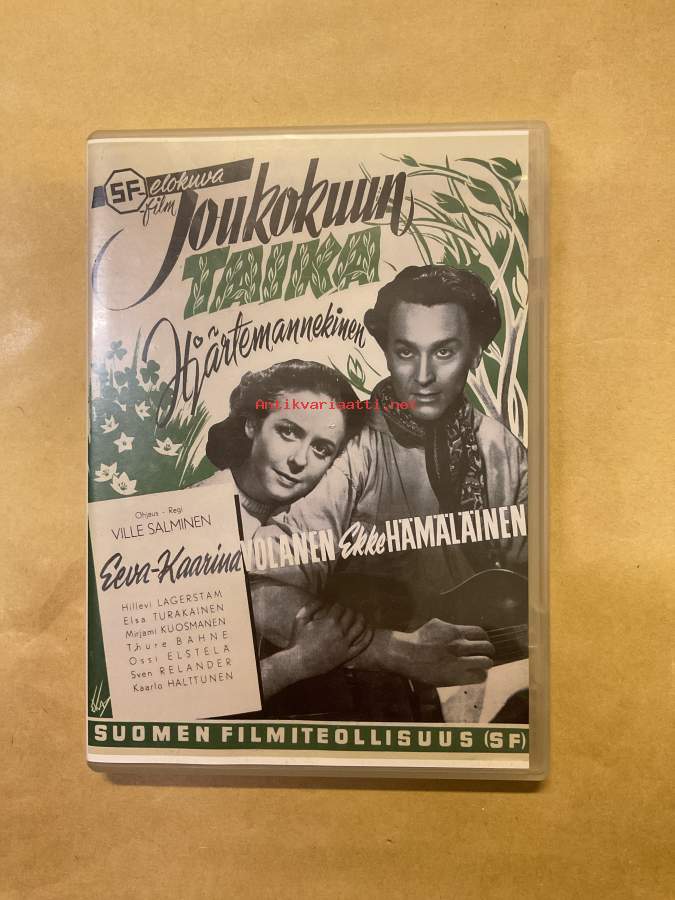 SF-elokuva
-film
Toukokuun
TAIKA
Hjärtemannekinen
Antikvariaatti.net
Ohjaus - Regi
VILLE SALMINEN
Eeva-Kaarina VOLANEN Ekke HÄMÄLÄINEN
Hillevi LAGERSTAM
Elsa TURAKAINEN
Mirjami KUOSMANEN
Thure BAHNE
Ossi ELSTELÄ
Sven RELANDER
Kaarlo HALTTUNEN
SUOMEN FILMITEOLLISUUS (SF)